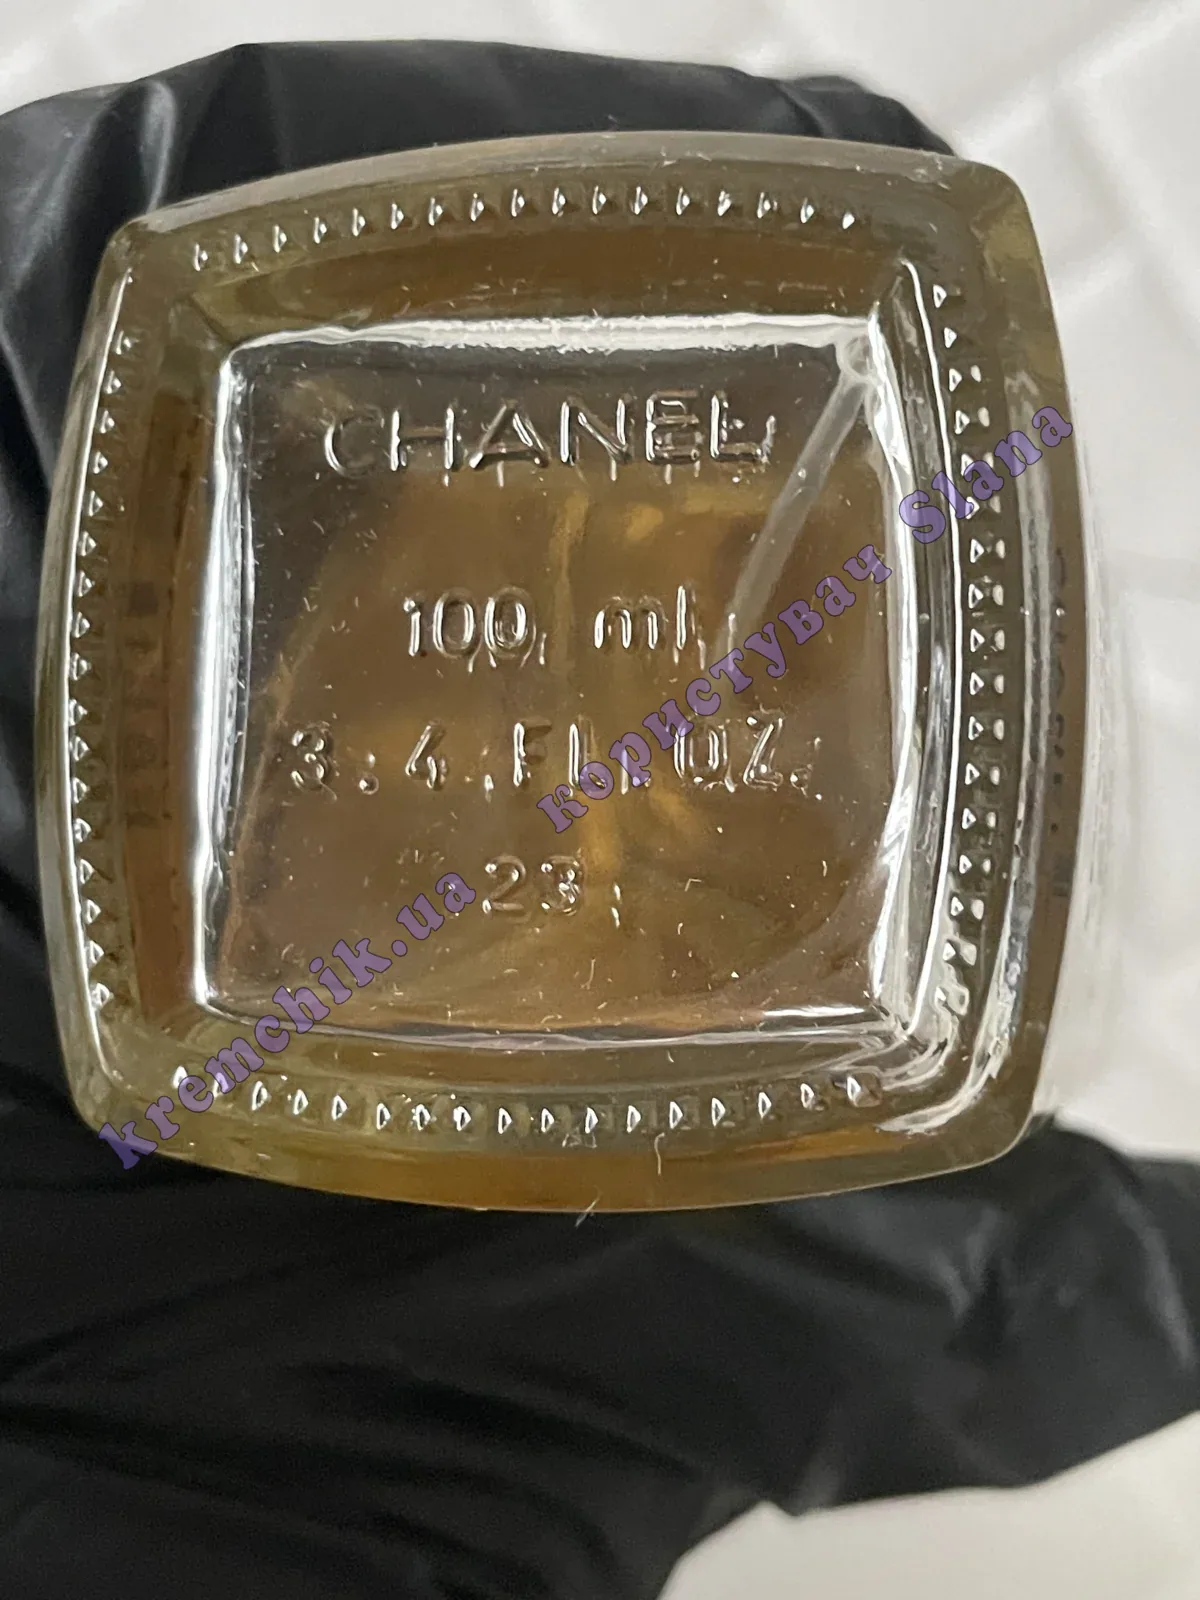 CHANEL
100 ml
3.4 FL. OZ.
23
kremchik.ua користувач Slana